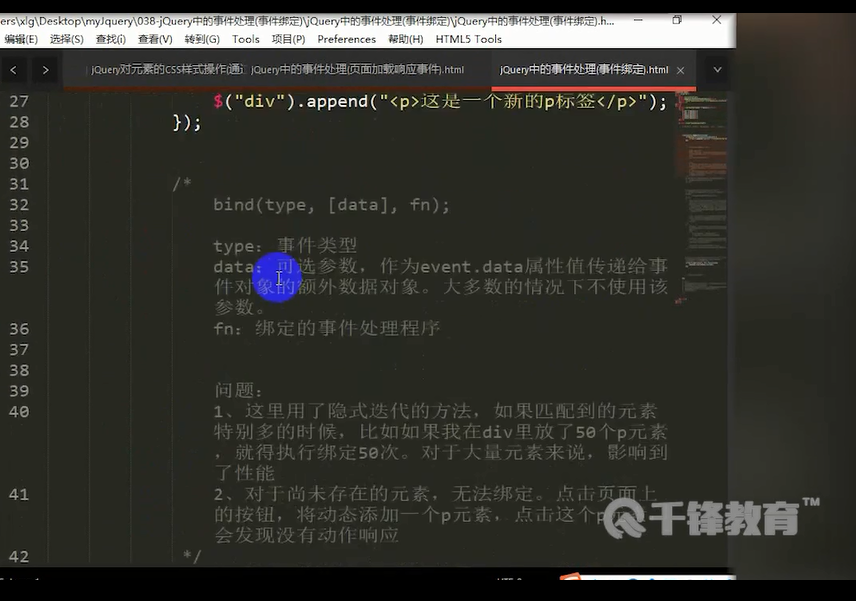 ers\xlg\Desktop\myJquery\038-jQuery中的事件处理(事件绑定)\jQuery中的事件处理(事件绑定)\jQuery中的事件处理(事件绑定).h...
编辑(E) 选择(S) 查找(i) 查看(V) 转到(G) Tools 项目(P) Preferences 帮助(H) HTML5 Tools
jQuery对元素的CSS样式操作(通 jQuery中的事件处理(页面加载响应事件).html jQuery中的事件处理(事件绑定).html
27 $("div").append("<p>这是一个新的p标签</p>");
28 });
29
30
31 /*
32 bind(type, [data], fn);
33
34 type: 事件类型
35 data: 可选参数, 作为event.data属性值传递给事
件对象的额外数据对象。大多数的情况下不使用该
参数。
36 fn: 绑定的事件处理程序
37
38
39 问题:
40 1、这里用了隐式迭代的方法, 如果匹配到的元素
特别多的时候, 比如如果我在div里放了50个p元素
, 就得执行绑定50次。对于大量元素来说, 影响到
了性能
41 2、对于尚未存在的元素, 无法绑定。点击页面上
的按钮, 将动态添加一个p元素, 点击这个p
会发现没有动作响应
42 */
千锋教育™